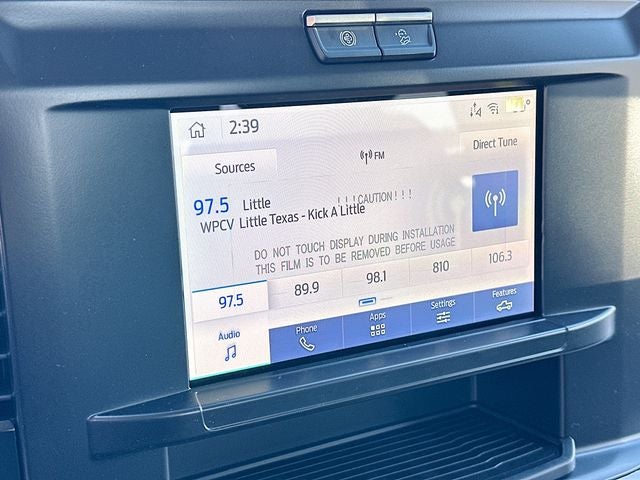 2:39
FM
Direct Tune
Sources
97.5 Little
! ! !CAUTION! ! !
WPCV Little Texas - Kick A Little
DO NOT TOUCH DISPLAY DURING INSTALLATION
THIS FILM IS TO BE REMOVED BEFORE USAGE
97.5 89.9 98.1 810 106.3
Audio Phone Apps Settings Features